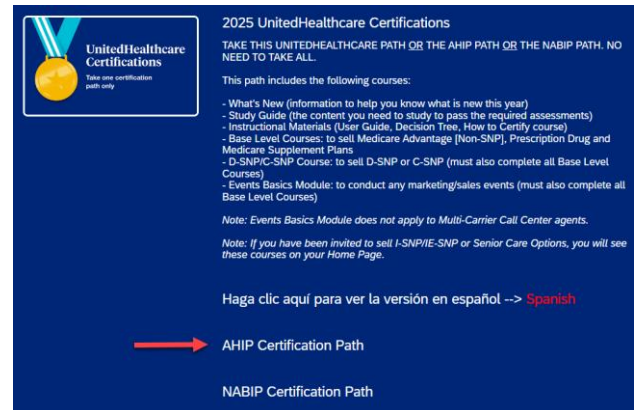 UnitedHealthcare
Certifications
Take one certification
path only
2025 UnitedHealthcare Certifications
TAKE THIS UNITEDHEALTHCARE PATH OR THE AHIP PATH OR THE NABIP PATH. NO
NEED TO TAKE ALL.
This path includes the following courses:
- What's New (information to help you know what is new this year)
- Study Guide (the content you need to study to pass the required assessments)
- Instructional Materials (User Guide, Decision Tree, How to Certify course)
- Base Level Courses: to sell Medicare Advantage [Non-SNP], Prescription Drug and
Medicare Supplement Plans
- D-SNP/C-SNP Course: to sell D-SNP or C-SNP (must also complete all Base Level
Courses)
- Events Basics Module: to conduct any marketing/sales events (must also complete all
Base Level Courses)
Note: Events Basics Module does not apply to Multi-Carrier Call Center agents.
Note: If you have been invited to sell I-SNP/IE-SNP or Senior Care Options, you will see
these courses on your Home Page.
Haga clic aquí para ver la versión en español --> Spanish
AHIP Certification Path
NABIP Certification Path